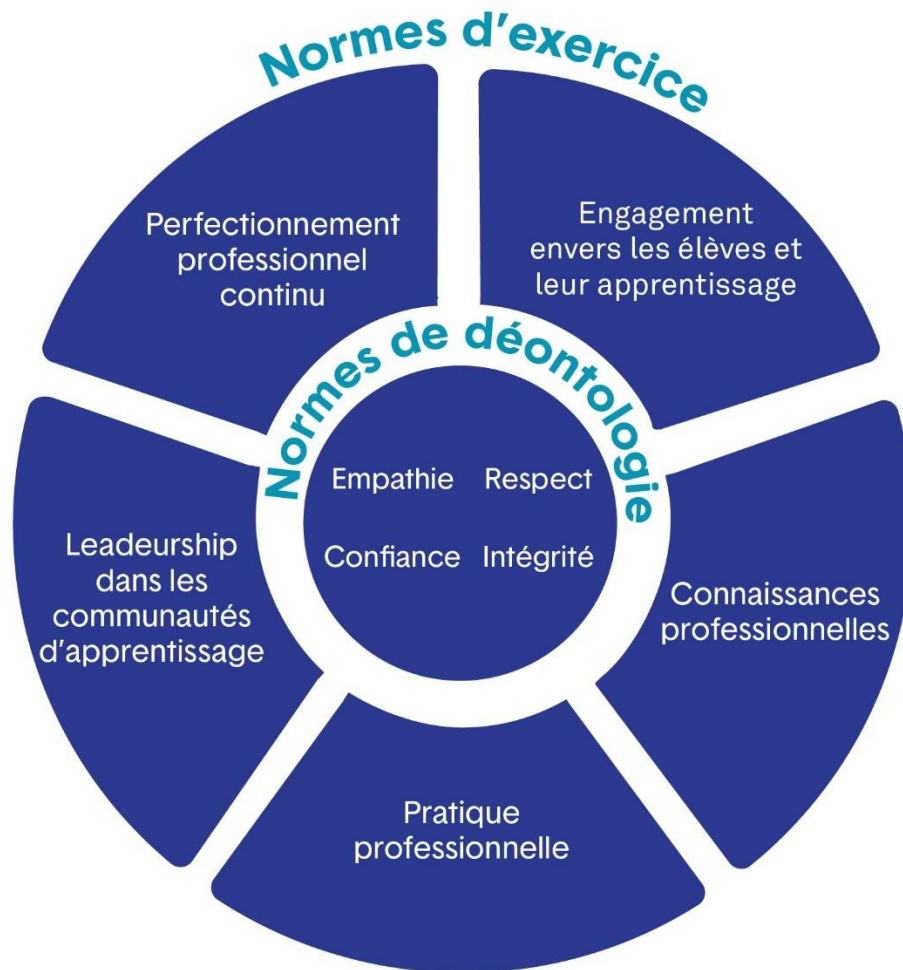 Normes d'exercice
Engagement
envers les élèves et
leur apprentissage
Connaissances
professionnelles
Pratique
professionnelle
Leadeurship
dans les
communautés
d'apprentissage
Perfectionnement
professionnel
continu
Normes de déontologie
Empathie Respect
Confiance Intégrité